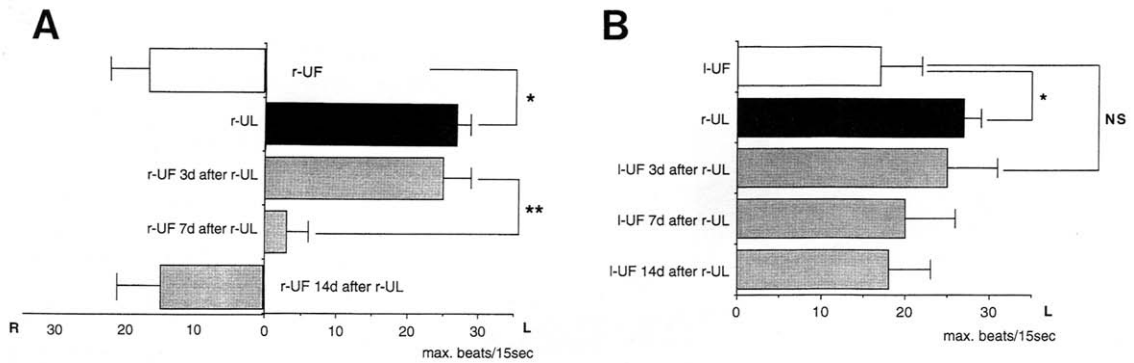 A
r-UF
*
r-UL
r-UF 3d after r-UL
**
r-UF 7d after r-UL
r-UF 14d after r-UL
R 30 20 10 0 10 20 30 L
max. beats/15sec
B
l-UF
*
r-UL
NS
l-UF 3d after r-UL
l-UF 7d after r-UL
l-UF 14d after r-UL
0 10 20 30 L
max. beats/15sec